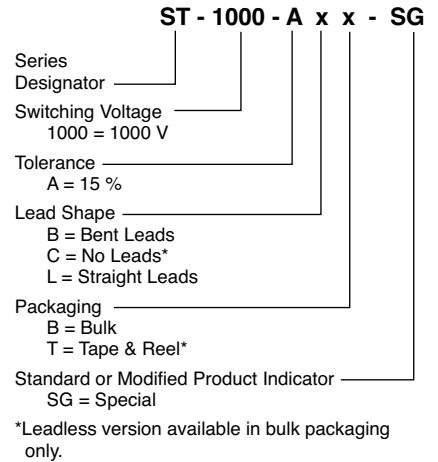 ST - 1000 - A x x - SG
Series
Designator
Switching Voltage
1000 = 1000 V
Tolerance
A = 15 %
Lead Shape
B = Bent Leads
C = No Leads*
L = Straight Leads
Packaging
B = Bulk
T = Tape & Reel*
Standard or Modified Product Indicator
SG = Special
*Leadless version available in bulk packaging
only.